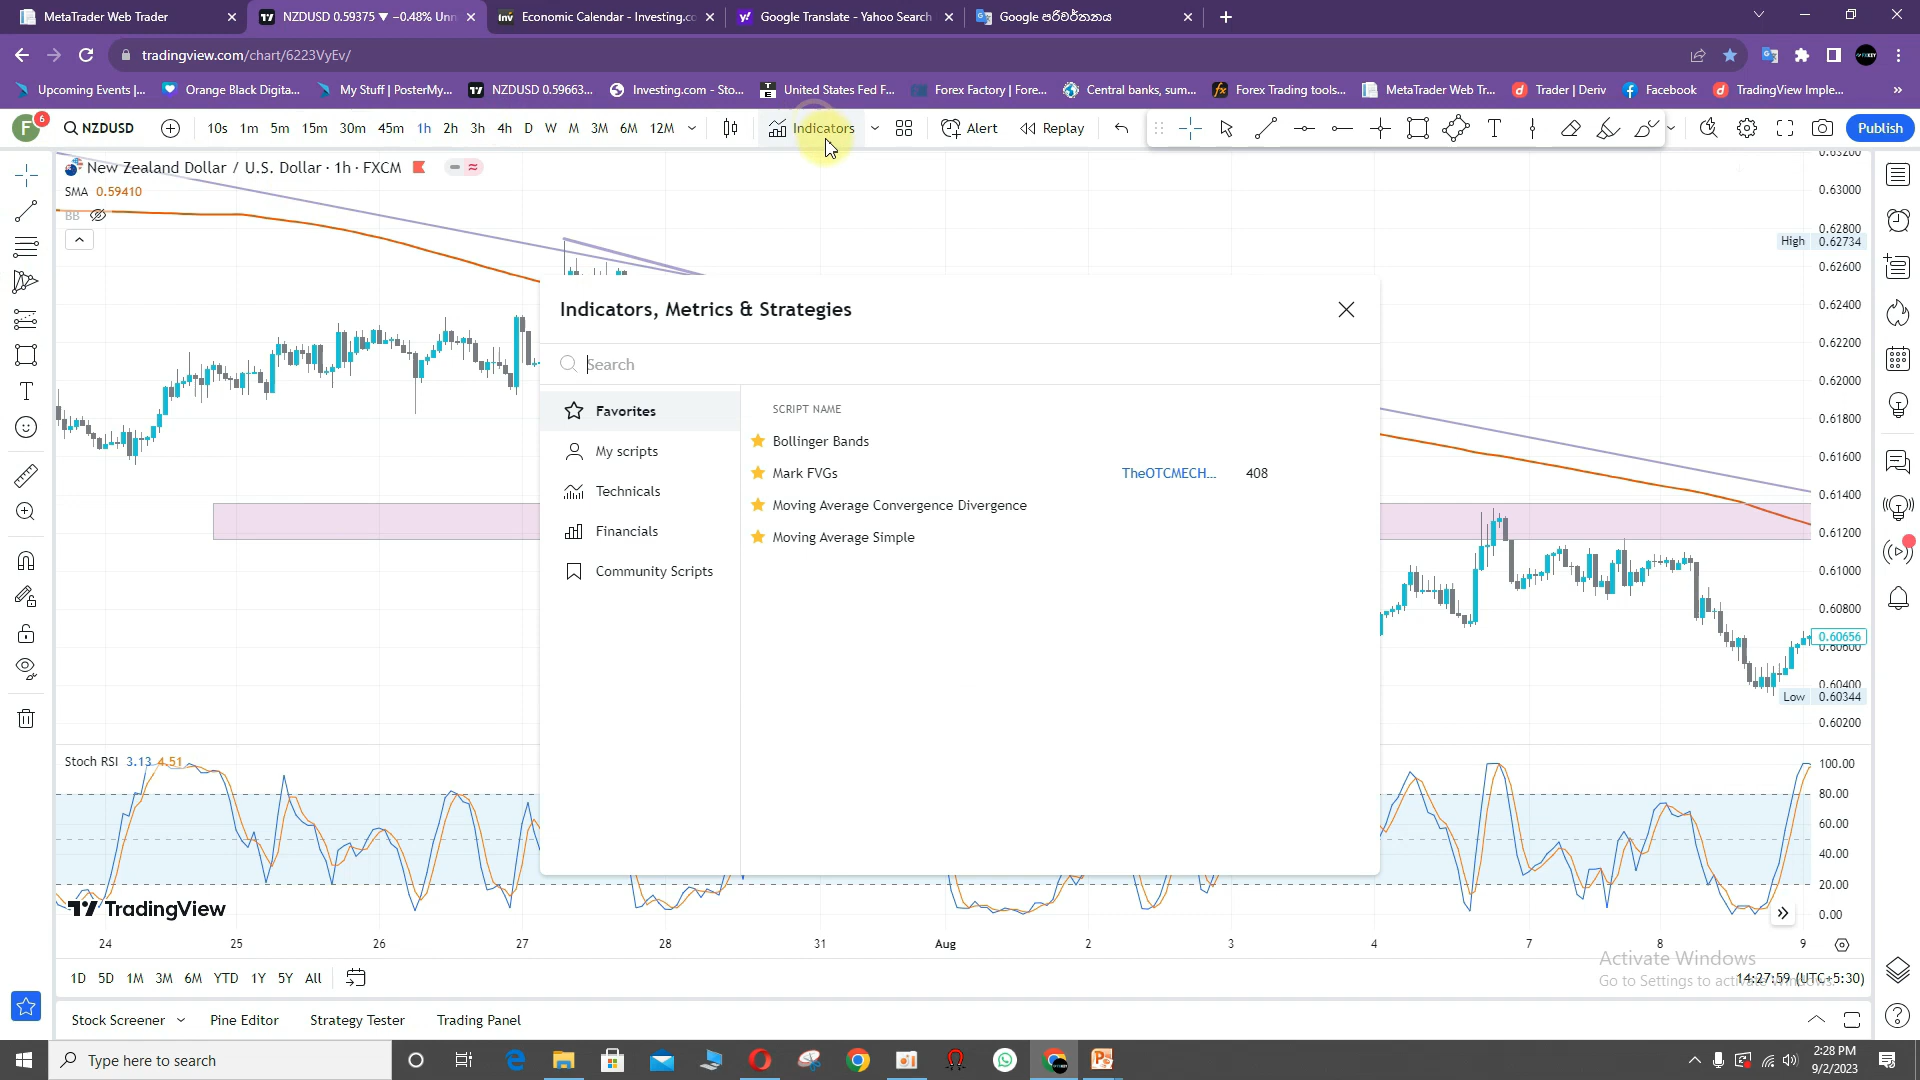 MetaTrader Web Trader
NZDUSD 0.59375 ▼ −0.48% Unn
Economic Calendar - Investing.co
Google Translate - Yahoo Search
Google පරිවර්තනය
tradingview.com/chart/6223VyEv/
Upcoming Events |...
Orange Black Digita...
My Stuff | PosterMy...
NZDUSD 0.59663...
Investing.com - Sto...
United States Fed F...
Forex Factory | Fore...
Central banks, sum...
Forex Trading tools...
MetaTrader Web Tr...
Trader | Deriv
Facebook
TradingView Imple...
F 6
NZDUSD
10s 1m 5m 15m 30m 45m 1h 2h 3h 4h D W M 3M 6M 12M
Indicators
Alert
Replay
Publish
New Zealand Dollar / U.S. Dollar · 1h · FXCM
SMA 0.59410
BB
0.63200
0.63000
0.62800
High 0.62734
0.62600
0.62400
0.62200
0.62000
0.61800
0.61600
0.61400
0.61200
0.61000
0.60800
0.60656
0.60600
0.60400
Low 0.60344
0.60200
Indicators, Metrics & Strategies
Search
Favorites
My scripts
Technicals
Financials
Community Scripts
SCRIPT NAME
Bollinger Bands
Mark FVGs TheOTCMECH... 408
Moving Average Convergence Divergence
Moving Average Simple
Stoch RSI 3.13 4.51
100.00
80.00
60.00
40.00
20.00
0.00
TradingView
24 25 26 27 28 31 Aug 2 3 4 7 8 9
1D 5D 1M 3M 6M YTD 1Y 5Y All
Activate Windows
Go to Settings to activate Windows.
14:27:59 (UTC+5:30)
Stock Screener
Pine Editor
Strategy Tester
Trading Panel
Type here to search
2:28 PM
9/2/2023